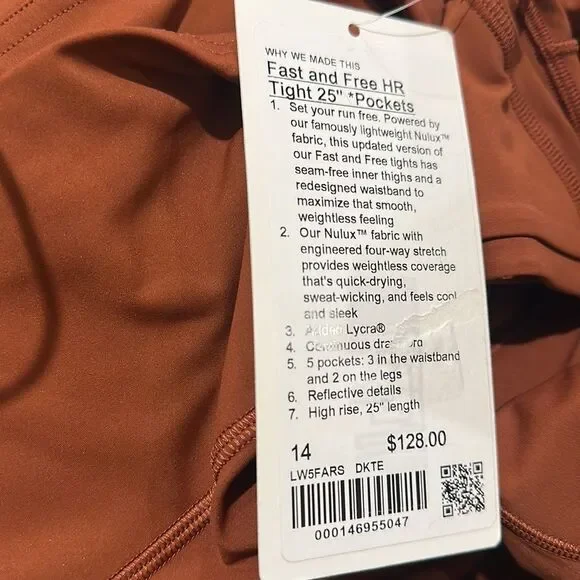 WHY WE MADE THIS
Fast and Free HR
Tight 25" *Pockets
1. Set your run free. Powered by
our famously lightweight Nulux™
fabric, this updated version of
our Fast and Free tights has
seam-free inner thighs and a
redesigned waistband to
maximize that smooth,
weightless feeling
2. Our Nulux™ fabric with
engineered four-way stretch
provides weightless coverage
that's quick-drying,
sweat-wicking, and feels cool
and sleek
3. Added Lycra®
4. Continuous drawcord
5. 5 pockets: 3 in the waistband
and 2 on the legs
6. Reflective details
7. High rise, 25" length
14 $128.00
LW5FARS DKTE
000146955047